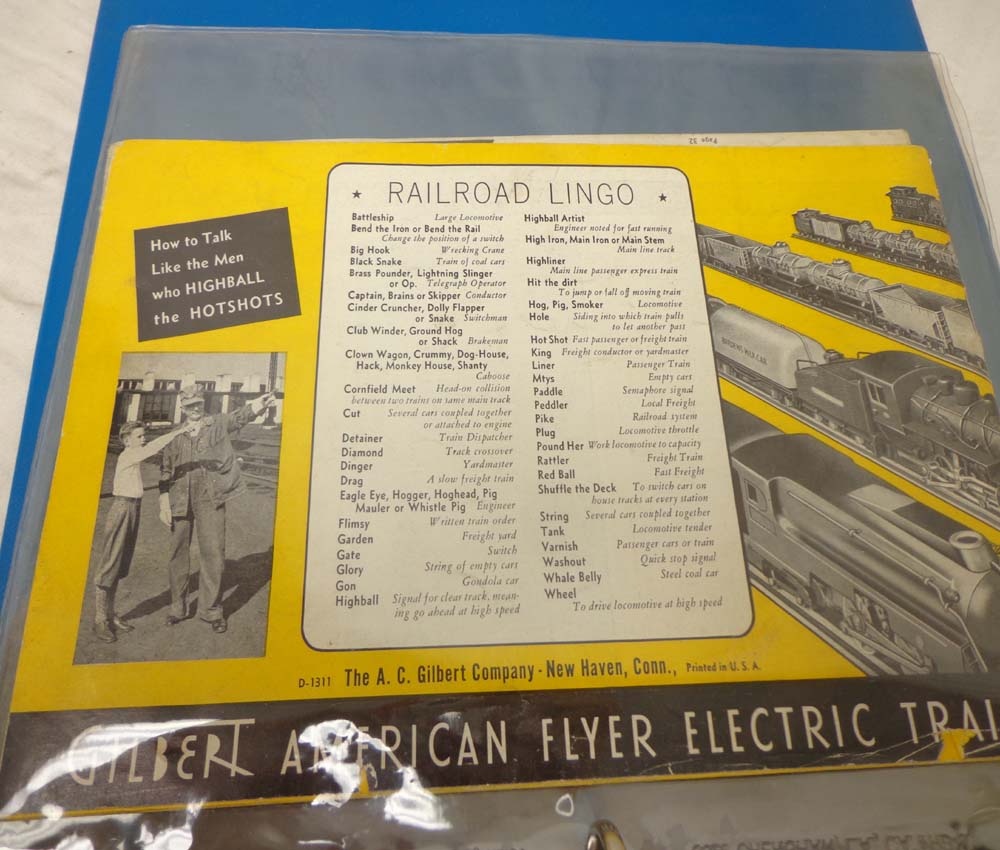 Page 32
★ RAILROAD LINGO ★
How to Talk
Like the Men
who HIGHBALL
the HOTSHOTS
Battleship Large Locomotive
Bend the Iron or Bend the Rail
Change the position of a switch
Big Hook Wrecking Crane
Black Snake Train of coal cars
Brass Pounder, Lightning Slinger
or Op. Telegraph Operator
Captain, Brains or Skipper Conductor
Cinder Cruncher, Dolly Flapper
or Snake Switchman
Club Winder, Ground Hog
or Shack Brakeman
Clown Wagon, Crummy, Dog-House,
Hack, Monkey House, Shanty
Caboose
Cornfield Meet Head-on collision
between two trains on same main track
Cut Several cars coupled together
or attached to engine
Detainer Train Dispatcher
Diamond Track crossover
Dinger Yardmaster
Drag A slow freight train
Eagle Eye, Hogger, Hoghead, Pig
Mauler or Whistle Pig Engineer
Flimsy Written train order
Garden Freight yard
Gate Switch
Glory String of empty cars
Gon Gondola car
Highball Signal for clear track, mean-
ing go ahead at high speed
Highball Artist
Engineer noted for fast running
High Iron, Main Iron or Main Stem
Main line track
Highliner
Main line passenger express train
Hit the dirt
To jump or fall off moving train
Hog, Pig, Smoker Locomotive
Hole Siding into which train pulls
to let another past
Hot Shot Fast passenger or freight train
King Freight conductor or yardmaster
Liner Passenger Train
Mtys Empty cars
Paddle Semaphore signal
Peddler Local Freight
Pike Railroad system
Plug Locomotive throttle
Pound Her Work locomotive to capacity
Rattler Freight Train
Red Ball Fast Freight
Shuffle the Deck To switch cars on
house tracks at every station
String Several cars coupled together
Tank Locomotive tender
Varnish Passenger cars or train
Washout Quick stop signal
Whale Belly Steel coal car
Wheel
To drive locomotive at high speed
BORDEN'S MILK CAR
D-1311 The A. C. Gilbert Company - New Haven, Conn., Printed in U. S. A.
GILBERT AMERICAN FLYER ELECTRIC TRAI